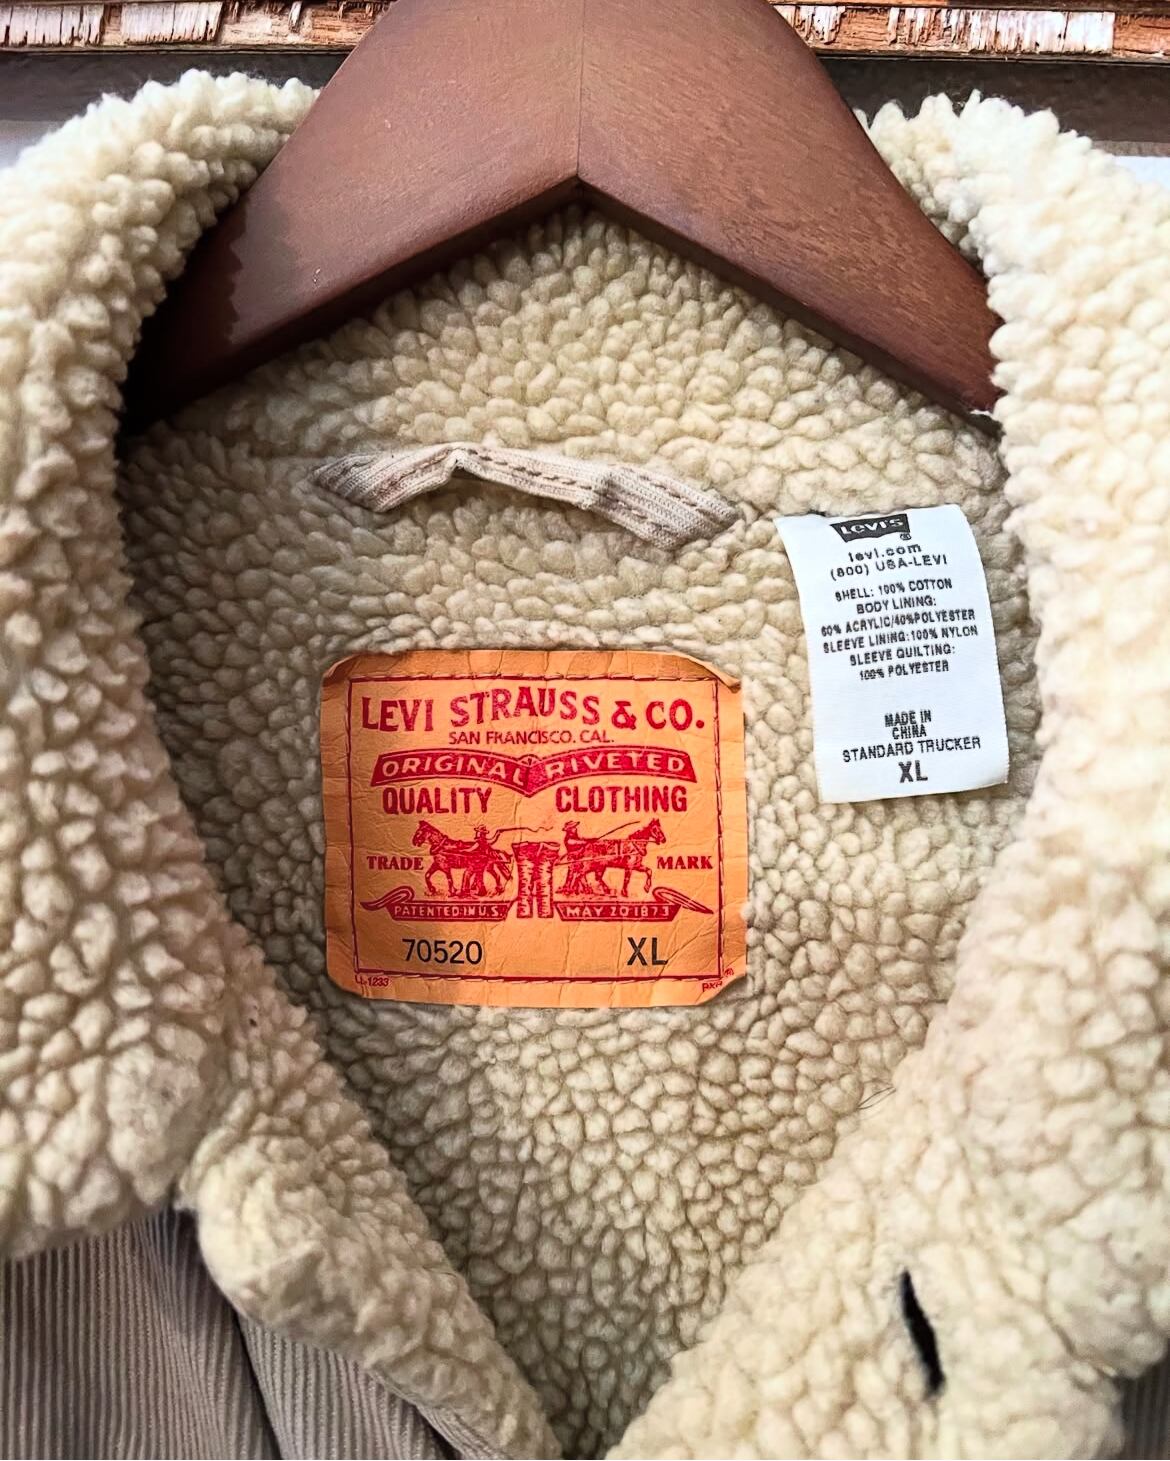 LEVI STRAUSS & CO.
SAN FRANCISCO. CAL.
ORIGINAL RIVETED
QUALITY CLOTHING
TRADE MARK
PATENTED IN U.S. MAY 20 1873
70520 XL
LL-1233
Levi's®
levi.com
(800) USA-LEVI
SHELL: 100% COTTON
BODY LINING:
60% ACRYLIC/40%POLYESTER
SLEEVE LINING:100% NYLON
SLEEVE QUILTING:
100% POLYESTER
MADE IN
CHINA
STANDARD TRUCKER
XL